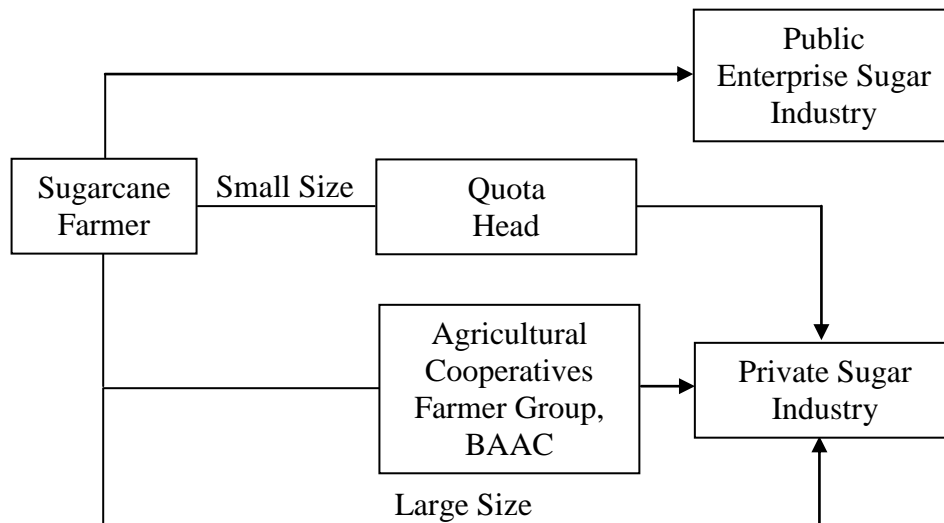 Public
Enterprise Sugar
Industry
Sugarcane
Farmer
Small Size
Quota
Head
Agricultural
Cooperatives
Farmer Group,
BAAC
Private Sugar
Industry
Large Size